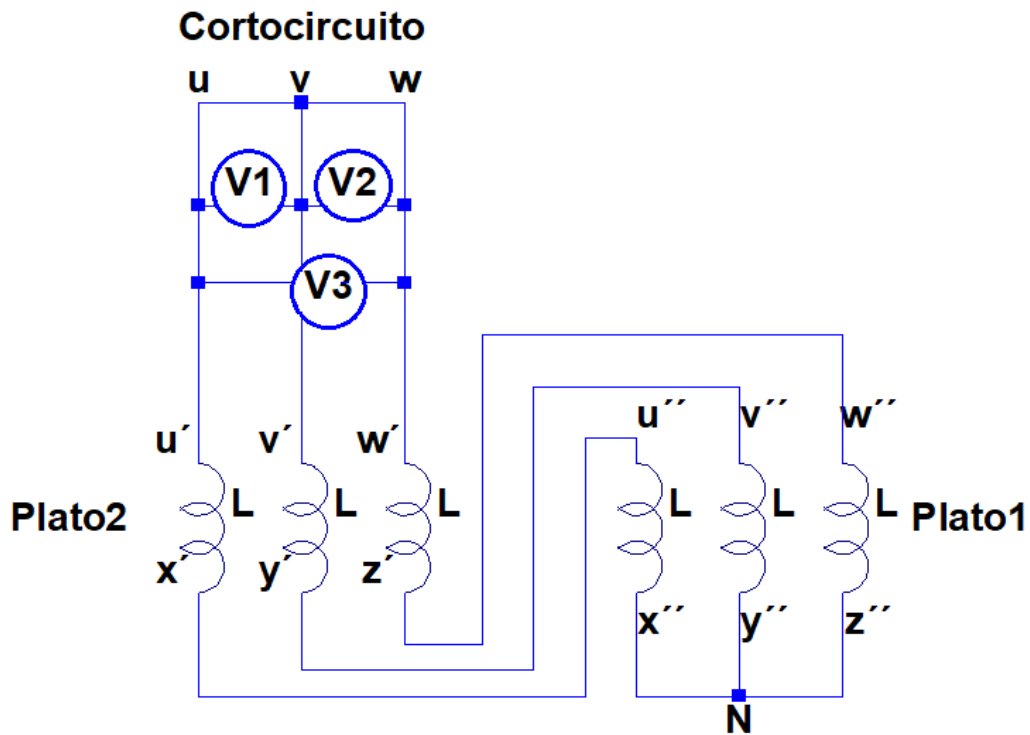 Cortocircuito
u v w
V1 V2
V3
u´´ v´´ w´´
u´ v´ w´
Plato2 L L L L L L Plato1
x´ y´ z´
x´´ y´´ z´´
N